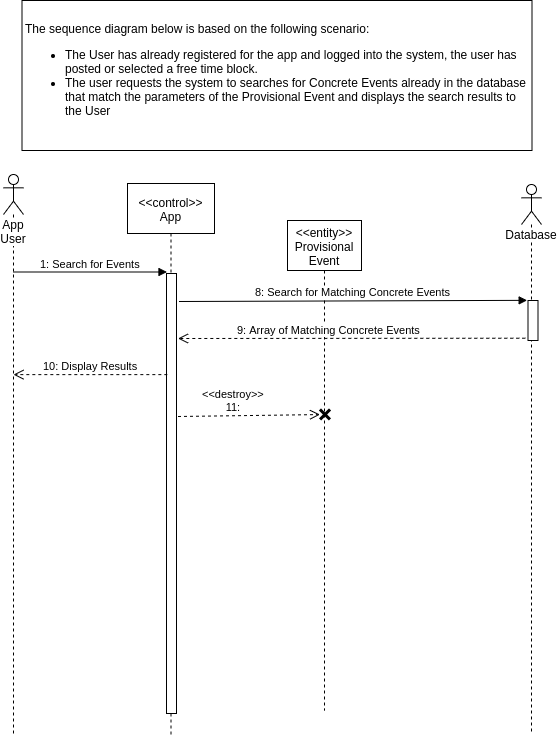 The sequence diagram below is based on the following scenario:
• The User has already registered for the app and logged into the system, the user has
posted or selected a free time block.
• The user requests the system to searches for Concrete Events already in the database
that match the parameters of the Provisional Event and displays the search results to
the User
App
User
<<control>>
App
<<entity>>
Provisional
Event
Database
1: Search for Events
8: Search for Matching Concrete Events
9: Array of Matching Concrete Events
10: Display Results
<<destroy>>
11: